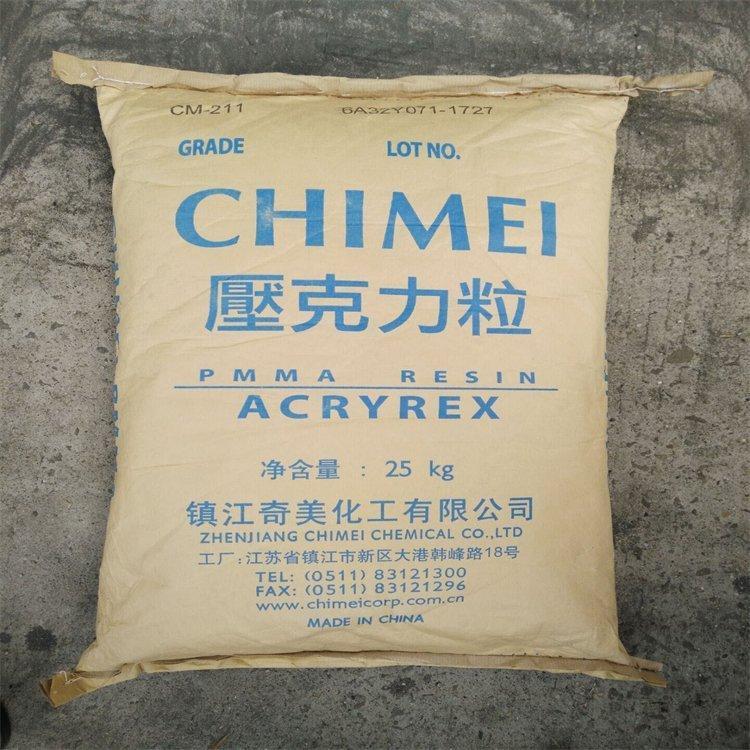 CM-211 6A32Y071-1727
GRADE LOT NO.
CHIMEI
壓克力粒
PMMA RESIN
ACRYREX
净含量 : 25 kg
镇江奇美化工有限公司
ZHENJIANG CHIMEI CHEMICAL CO.,LTD
工厂:江苏省镇江市新区大港韩峰路18号
TEL: (0511) 83121300
FAX: (0511) 83121296
www.chimeicorp.com.cn
MADE IN CHINA